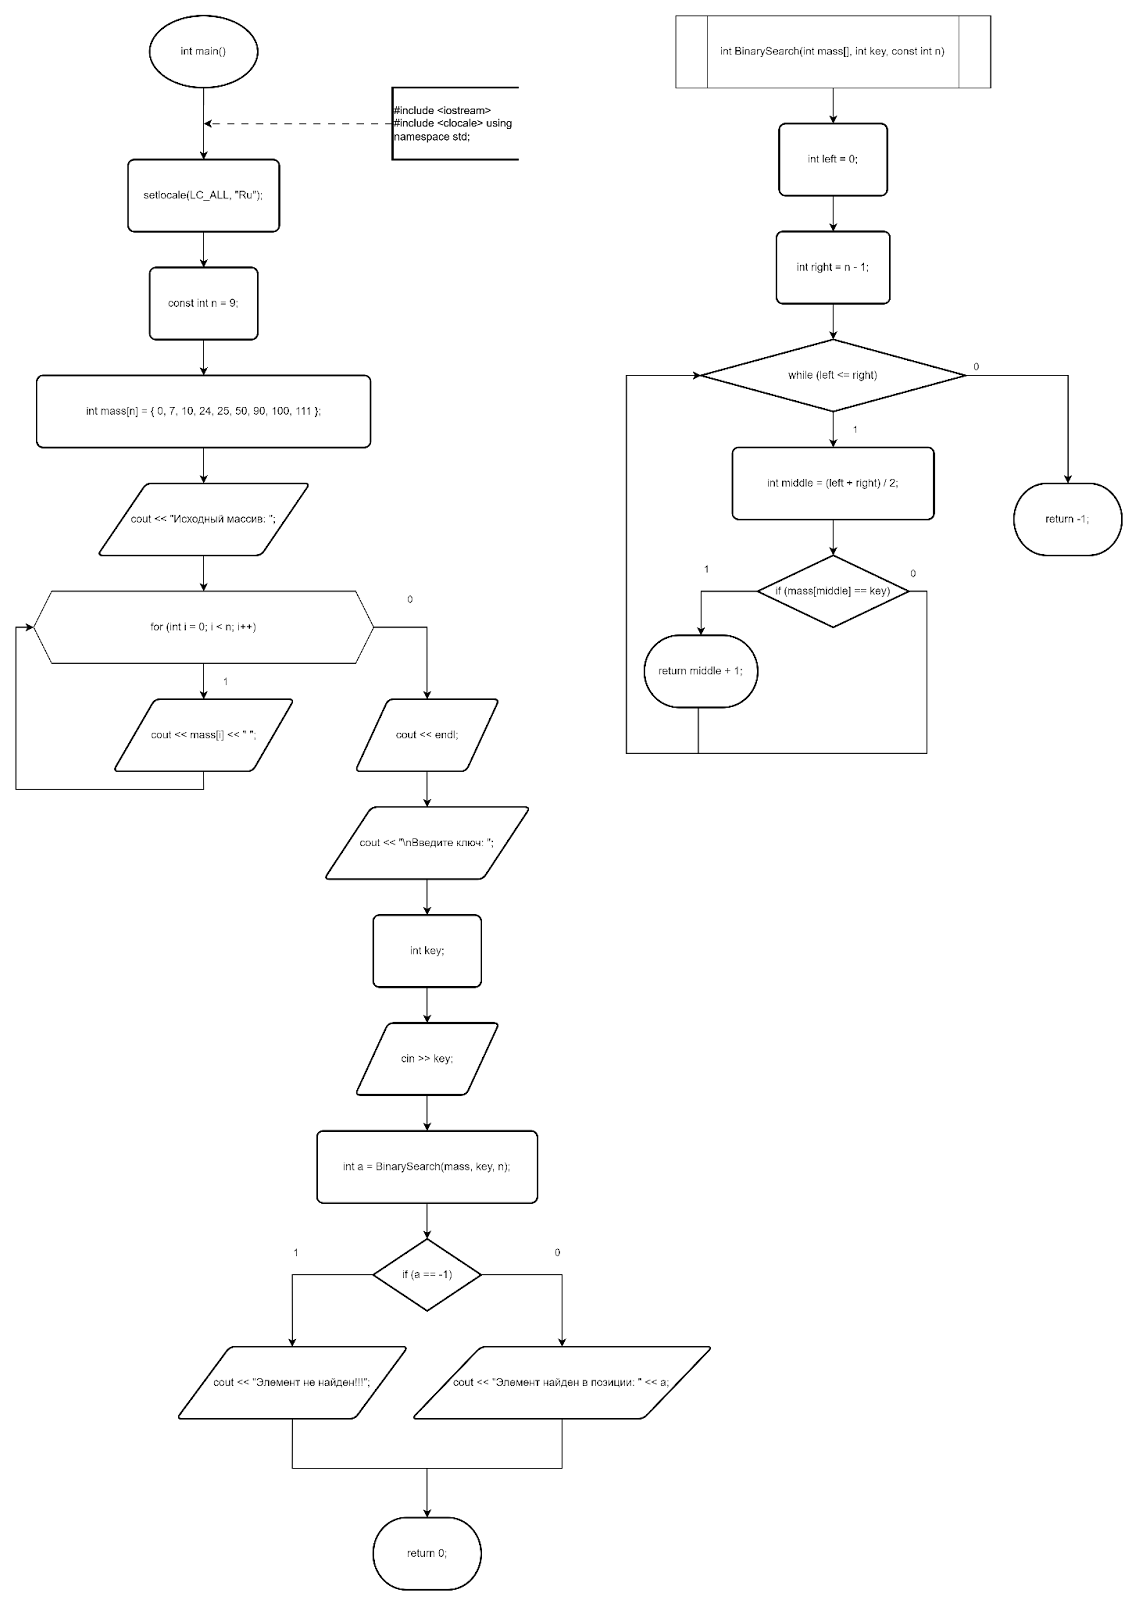 int main()
#include <iostream>
#include <clocale> using
namespace std;
setlocale(LC_ALL, "Ru");
const int n = 9;
int mass[n] = { 0, 7, 10, 24, 25, 50, 90, 100, 111 };
cout << "Исходный массив: ";
for (int i = 0; i < n; i++)
0
1
cout << mass[i] << " ";
cout << endl;
cout << "\nВведите ключ: ";
int key;
cin >> key;
int a = BinarySearch(mass, key, n);
if (a == -1)
1
0
cout << "Элемент не найден!!!";
cout << "Элемент найден в позиции: " << a;
return 0;
int BinarySearch(int mass[], int key, const int n)
int left = 0;
int right = n - 1;
while (left <= right)
0
1
int middle = (left + right) / 2;
return -1;
if (mass[middle] == key)
1
0
return middle + 1;